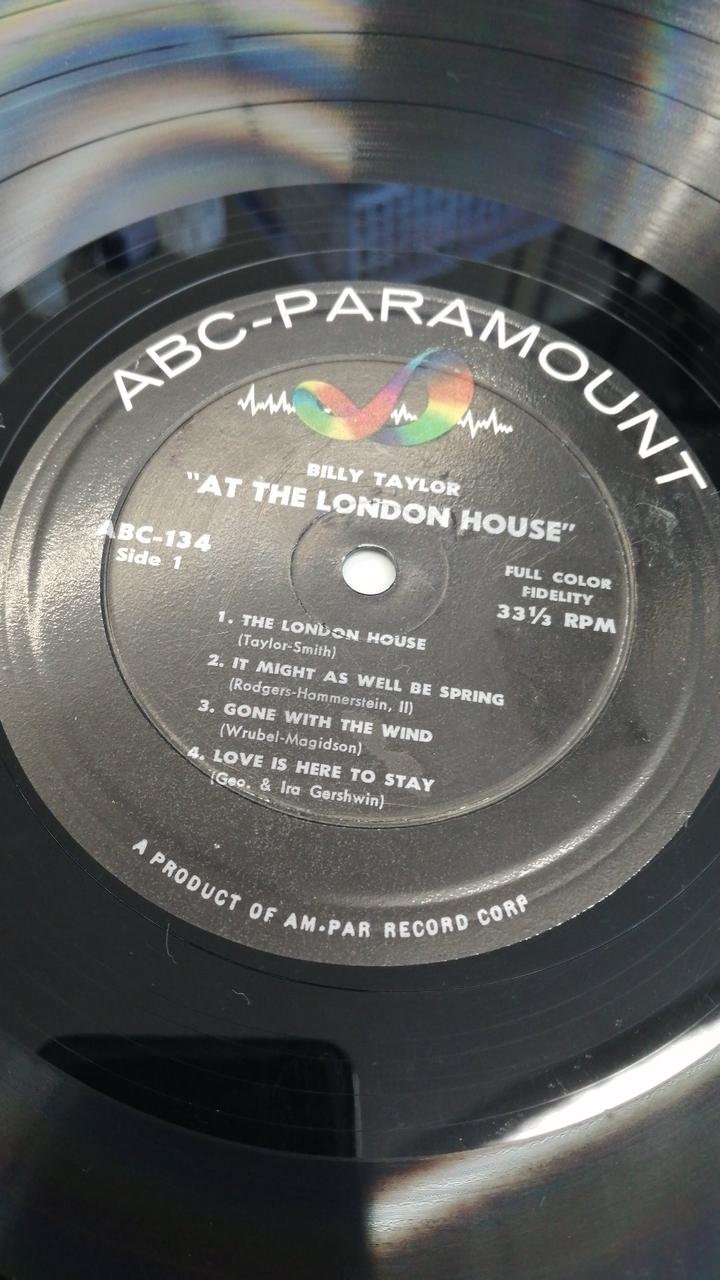 ABC-PARAMOUNT
BILLY TAYLOR
"AT THE LONDON HOUSE"
ABC-134
Side 1
FULL COLOR
FIDELITY
33⅓ RPM
1. THE LONDON HOUSE
(Taylor-Smith)
2. IT MIGHT AS WELL BE SPRING
(Rodgers-Hammerstein, II)
3. GONE WITH THE WIND
(Wrubel-Magidson)
4. LOVE IS HERE TO STAY
(Geo. & Ira Gershwin)
A PRODUCT OF AM-PAR RECORD CORP